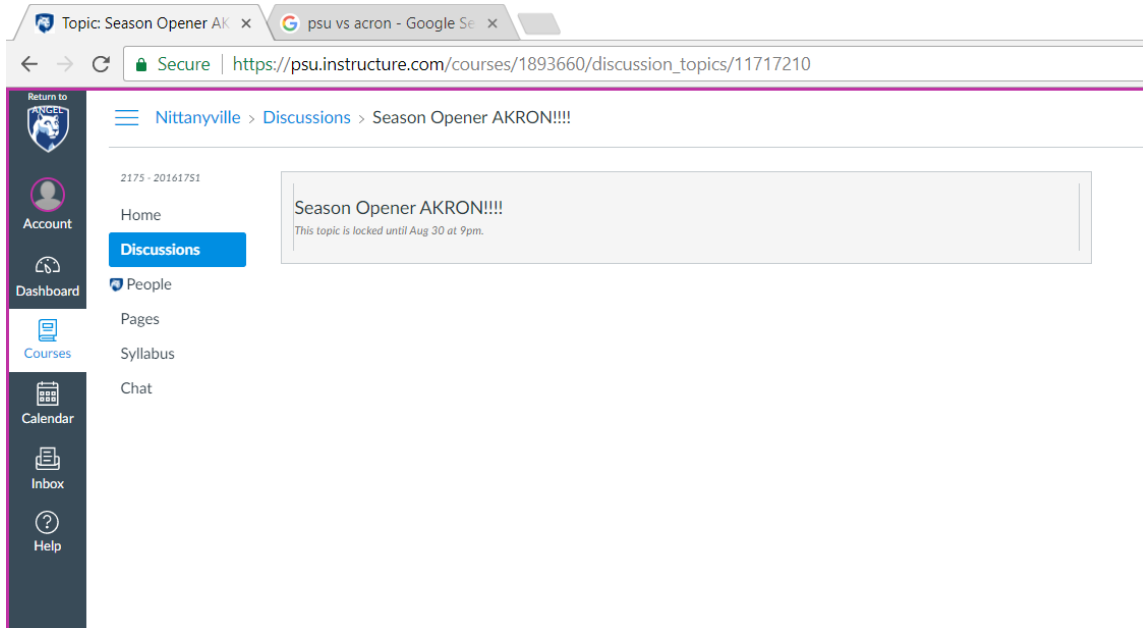 Topic: Season Opener AK
psu vs acron - Google Se
Secure | https://psu.instructure.com/courses/1893660/discussion_topics/11717210
Return to
ANGEL
Nittanyville > Discussions > Season Opener AKRON!!!!
Account
Dashboard
Courses
Calendar
Inbox
Help
2175 - 20161751
Home
Discussions
People
Pages
Syllabus
Chat
Season Opener AKRON!!!!
This topic is locked until Aug 30 at 9pm.